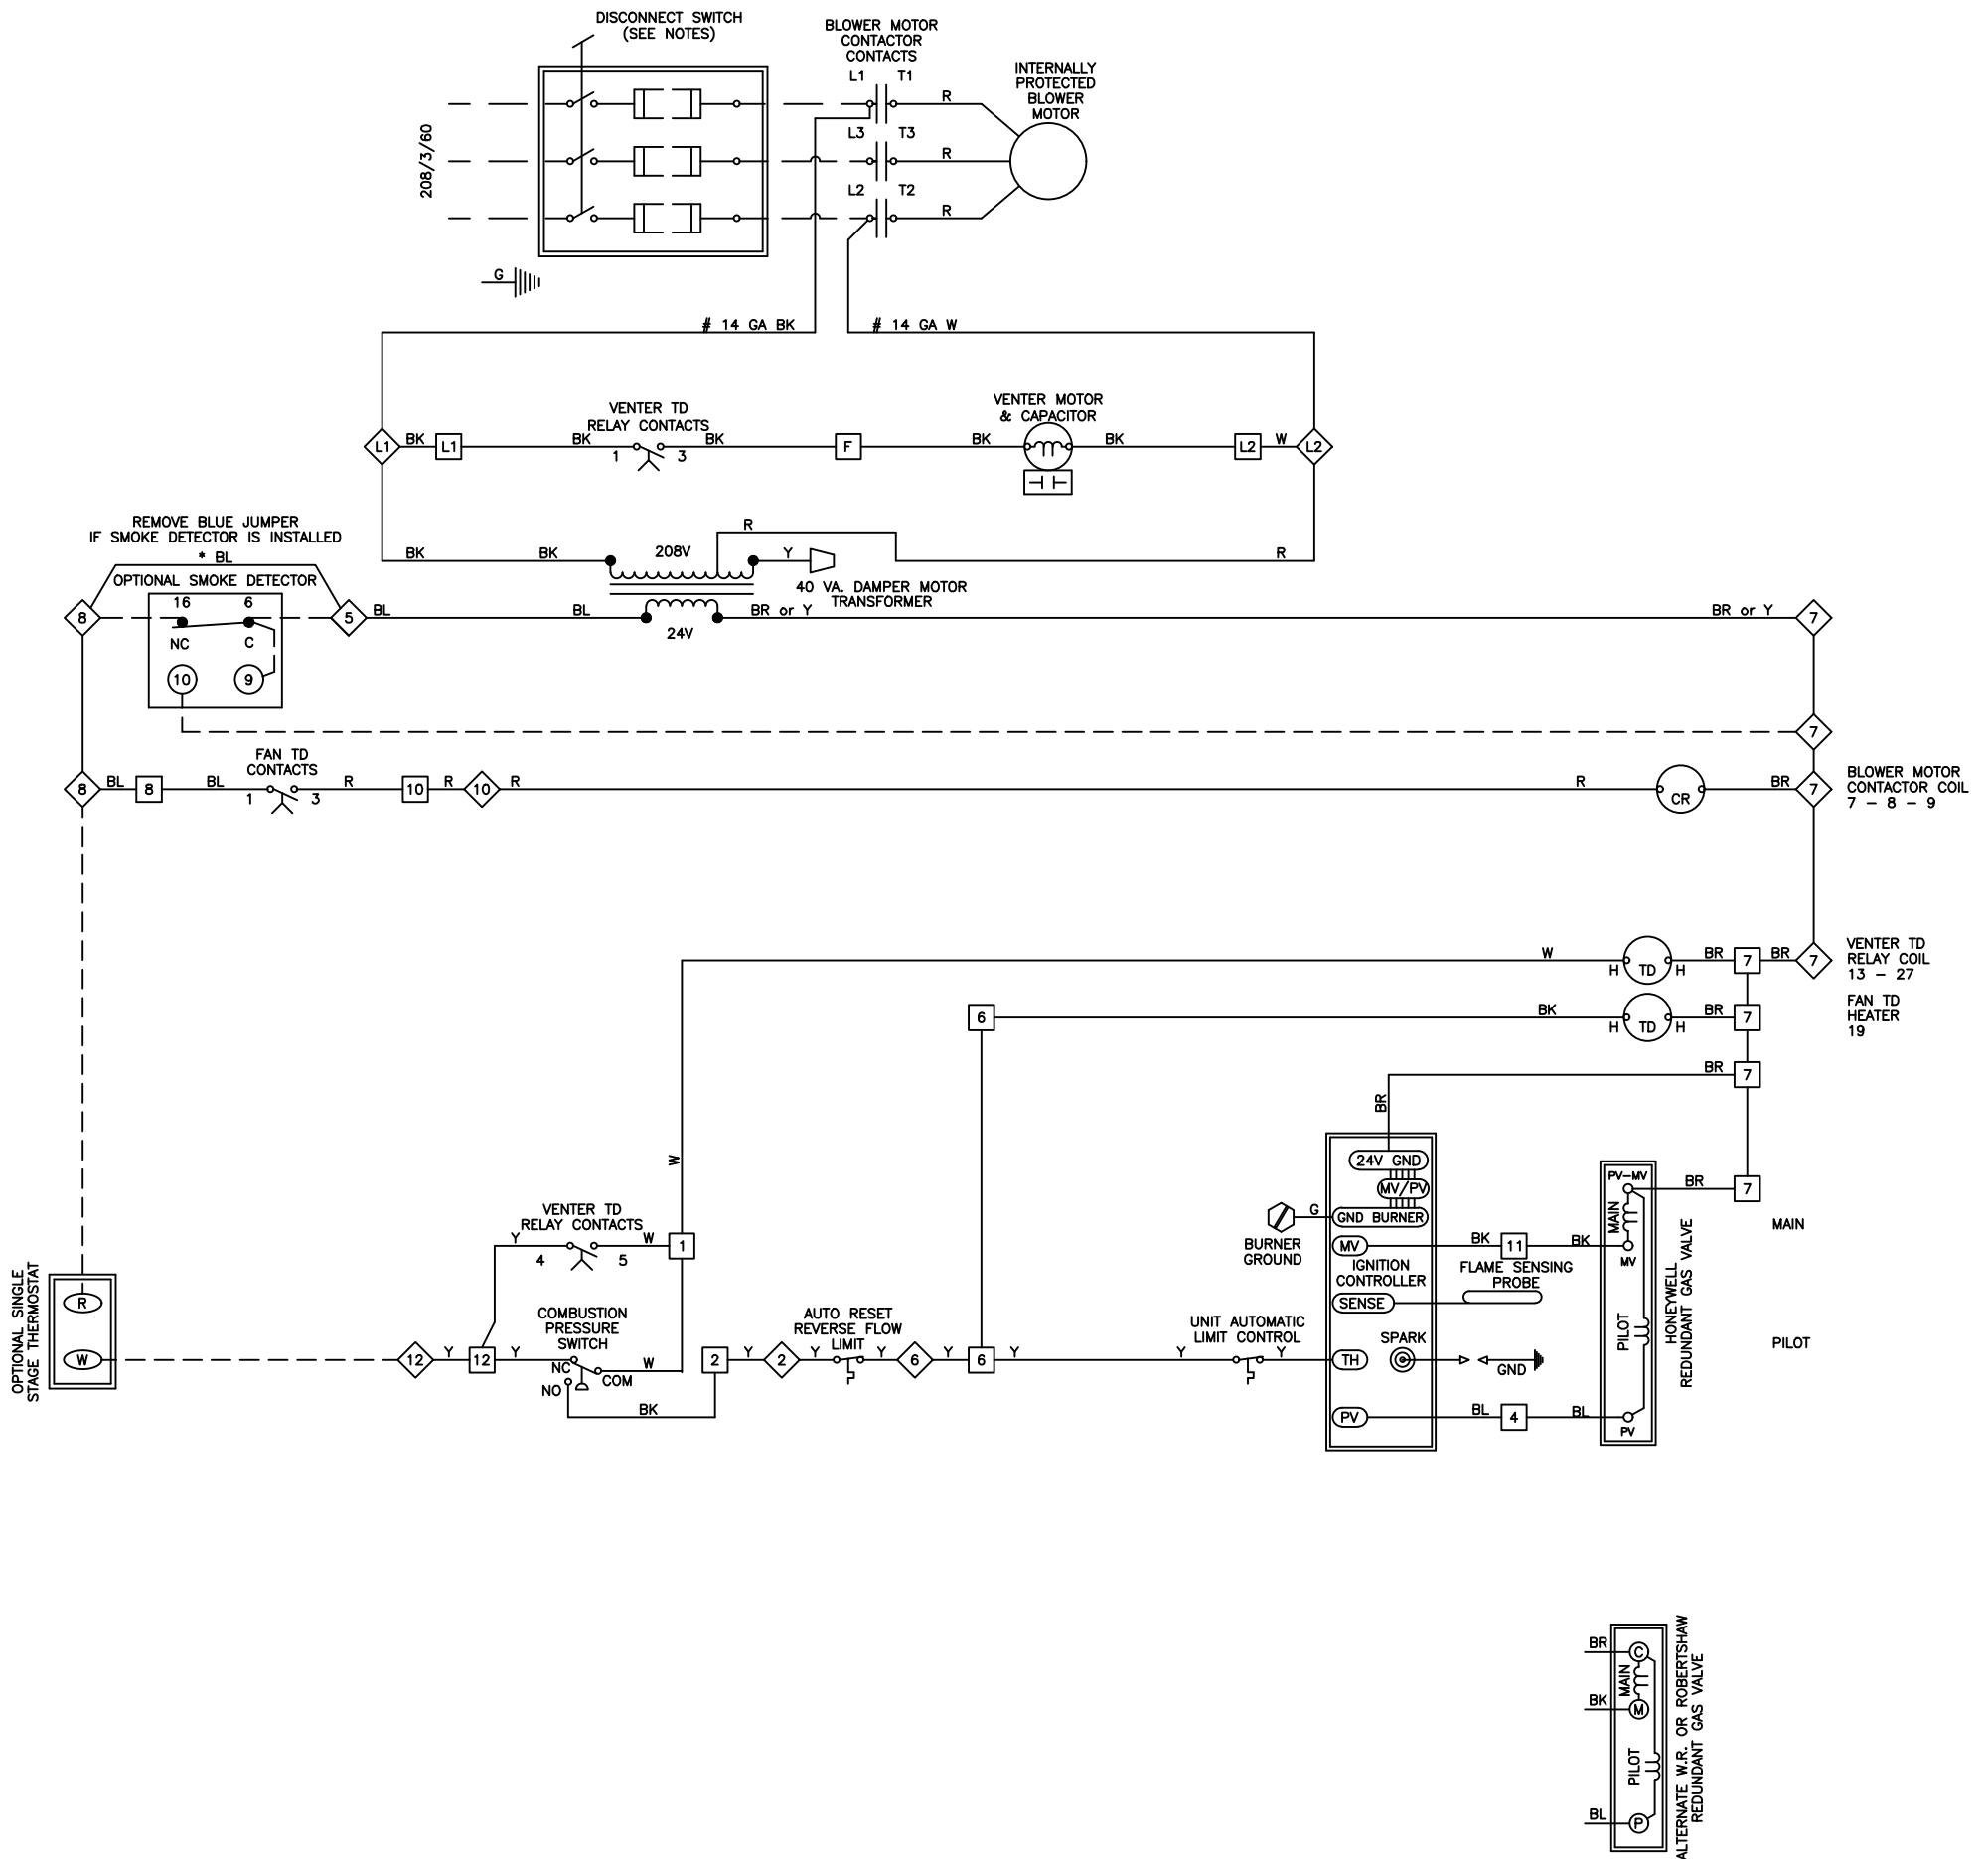 DISCONNECT SWITCH
(SEE NOTES)
BLOWER MOTOR
CONTACTOR
CONTACTS
L1 T1
INTERNALLY
PROTECTED
BLOWER
MOTOR
R
208/3/60
L3 T3
R
L2 T2
R
G
# 14 GA BK
# 14 GA W
VENTER TD
RELAY CONTACTS
VENTER MOTOR
& CAPACITOR
L1 BK L1 BK BK F BK BK L2 W L2
1 3
REMOVE BLUE JUMPER
IF SMOKE DETECTOR IS INSTALLED
* BL
OPTIONAL SMOKE DETECTOR
R
BK BK 208V Y R
40 VA. DAMPER MOTOR
TRANSFORMER
16 6
8 5 BL BL BR or Y BR or Y 7
24V
NC C
10 9
7
FAN TD
CONTACTS
8 BL 8 BL R 10 R 10 R R CR BR 7
1 3
BLOWER MOTOR
CONTACTOR COIL
7 - 8 - 9
W H TD H BR 7 BR 7
VENTER TD
RELAY COIL
13 - 27
6 BK H TD H BR 7
FAN TD
HEATER
19
BR 7
BR
W
24V GND
MV/PV
GND BURNER
G
BURNER
GROUND
PV-MV
BR 7
MAIN
MAIN
VENTER TD
RELAY CONTACTS
Y W 1
4 5
MV BK 11 BK
MV
IGNITION
CONTROLLER
FLAME SENSING
PROBE
SENSE
HONEYWELL
REDUNDANT GAS VALVE
OPTIONAL SINGLE
STAGE THERMOSTAT
R
W
COMBUSTION
PRESSURE
SWITCH
AUTO RESET
REVERSE FLOW
LIMIT
UNIT AUTOMATIC
LIMIT CONTROL
SPARK
PILOT
PILOT
12 Y 12 Y NC W 2 Y 2 Y Y 6 Y 6 Y Y Y TH
GND
NO COM
BK
PV BL 4 BL
PV
BR C
MAIN
BK M
PILOT
BL P
ALTERNATE W.R. OR ROBERTSHAW
REDUNDANT GAS VALVE